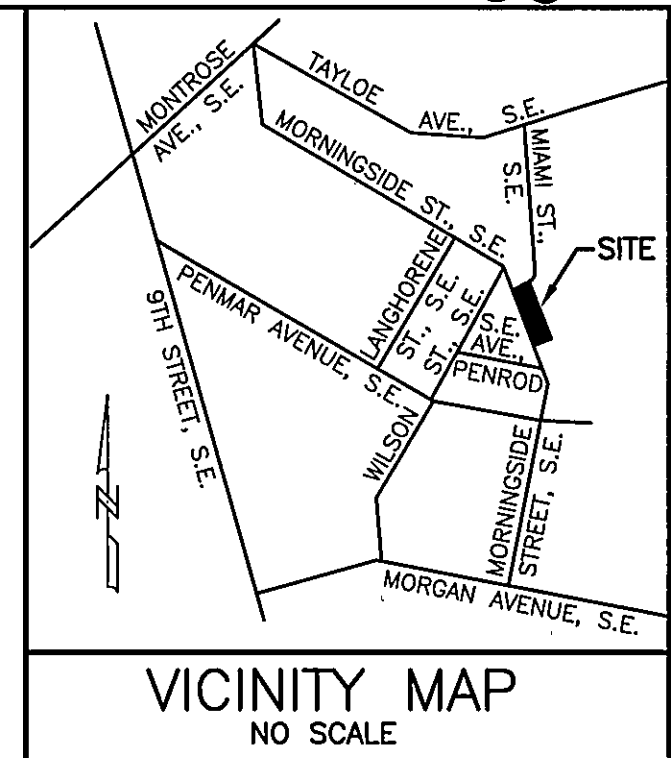 MONTROSE
AVE., S.E.
TAYLOE
AVE.,
S.E.
MIAMI ST.,
S.E.
MORNINGSIDE ST., S.E.
SITE
LANGHORENE
ST., S.E.
PENMAR AVENUE, S.E.
9TH STREET, S.E.
WILSON
ST., S.E.
PENROD
AVE.,
S.E.
MORNINGSIDE
STREET, S.E.
MORGAN AVENUE, S.E.
N
VICINITY MAP
NO SCALE